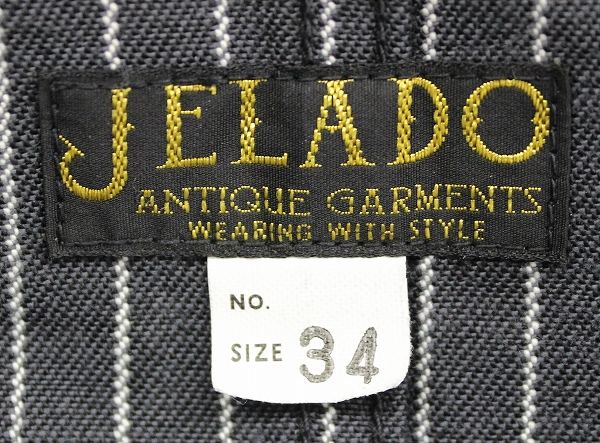 JELADO
ANTIQUE GARMENTS
WEARING WITH STYLE
NO.
SIZE 34